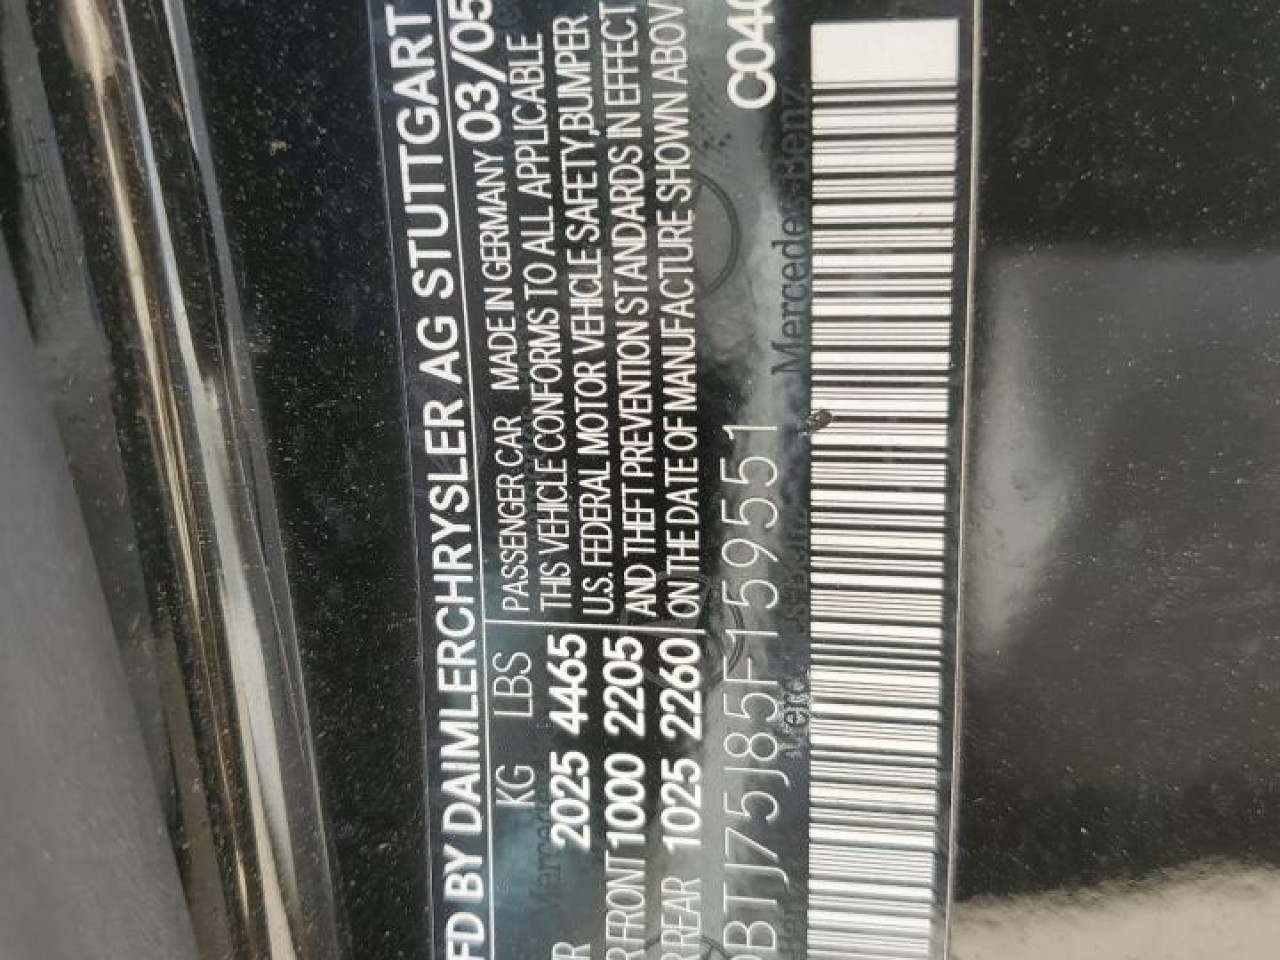 FD BY DAIMLERCHRYSLER AG STUTTGART
KG LBS PASSENGER CAR MADE IN GERMANY 03/05
THIS VEHICLE CONFORMS TO ALL APPLICABLE
R 2025 4465 U.S. FEDERAL MOTOR VEHICLE SAFETY, BUMPER
R FRONT 1000 2205 AND THEFT PREVENTION STANDARDS IN EFFECT
R REAR 1025 2260 ON THE DATE OF MANUFACTURE SHOWN ABOV
BTJ75J85F159551 C04
Mercedes-Benz